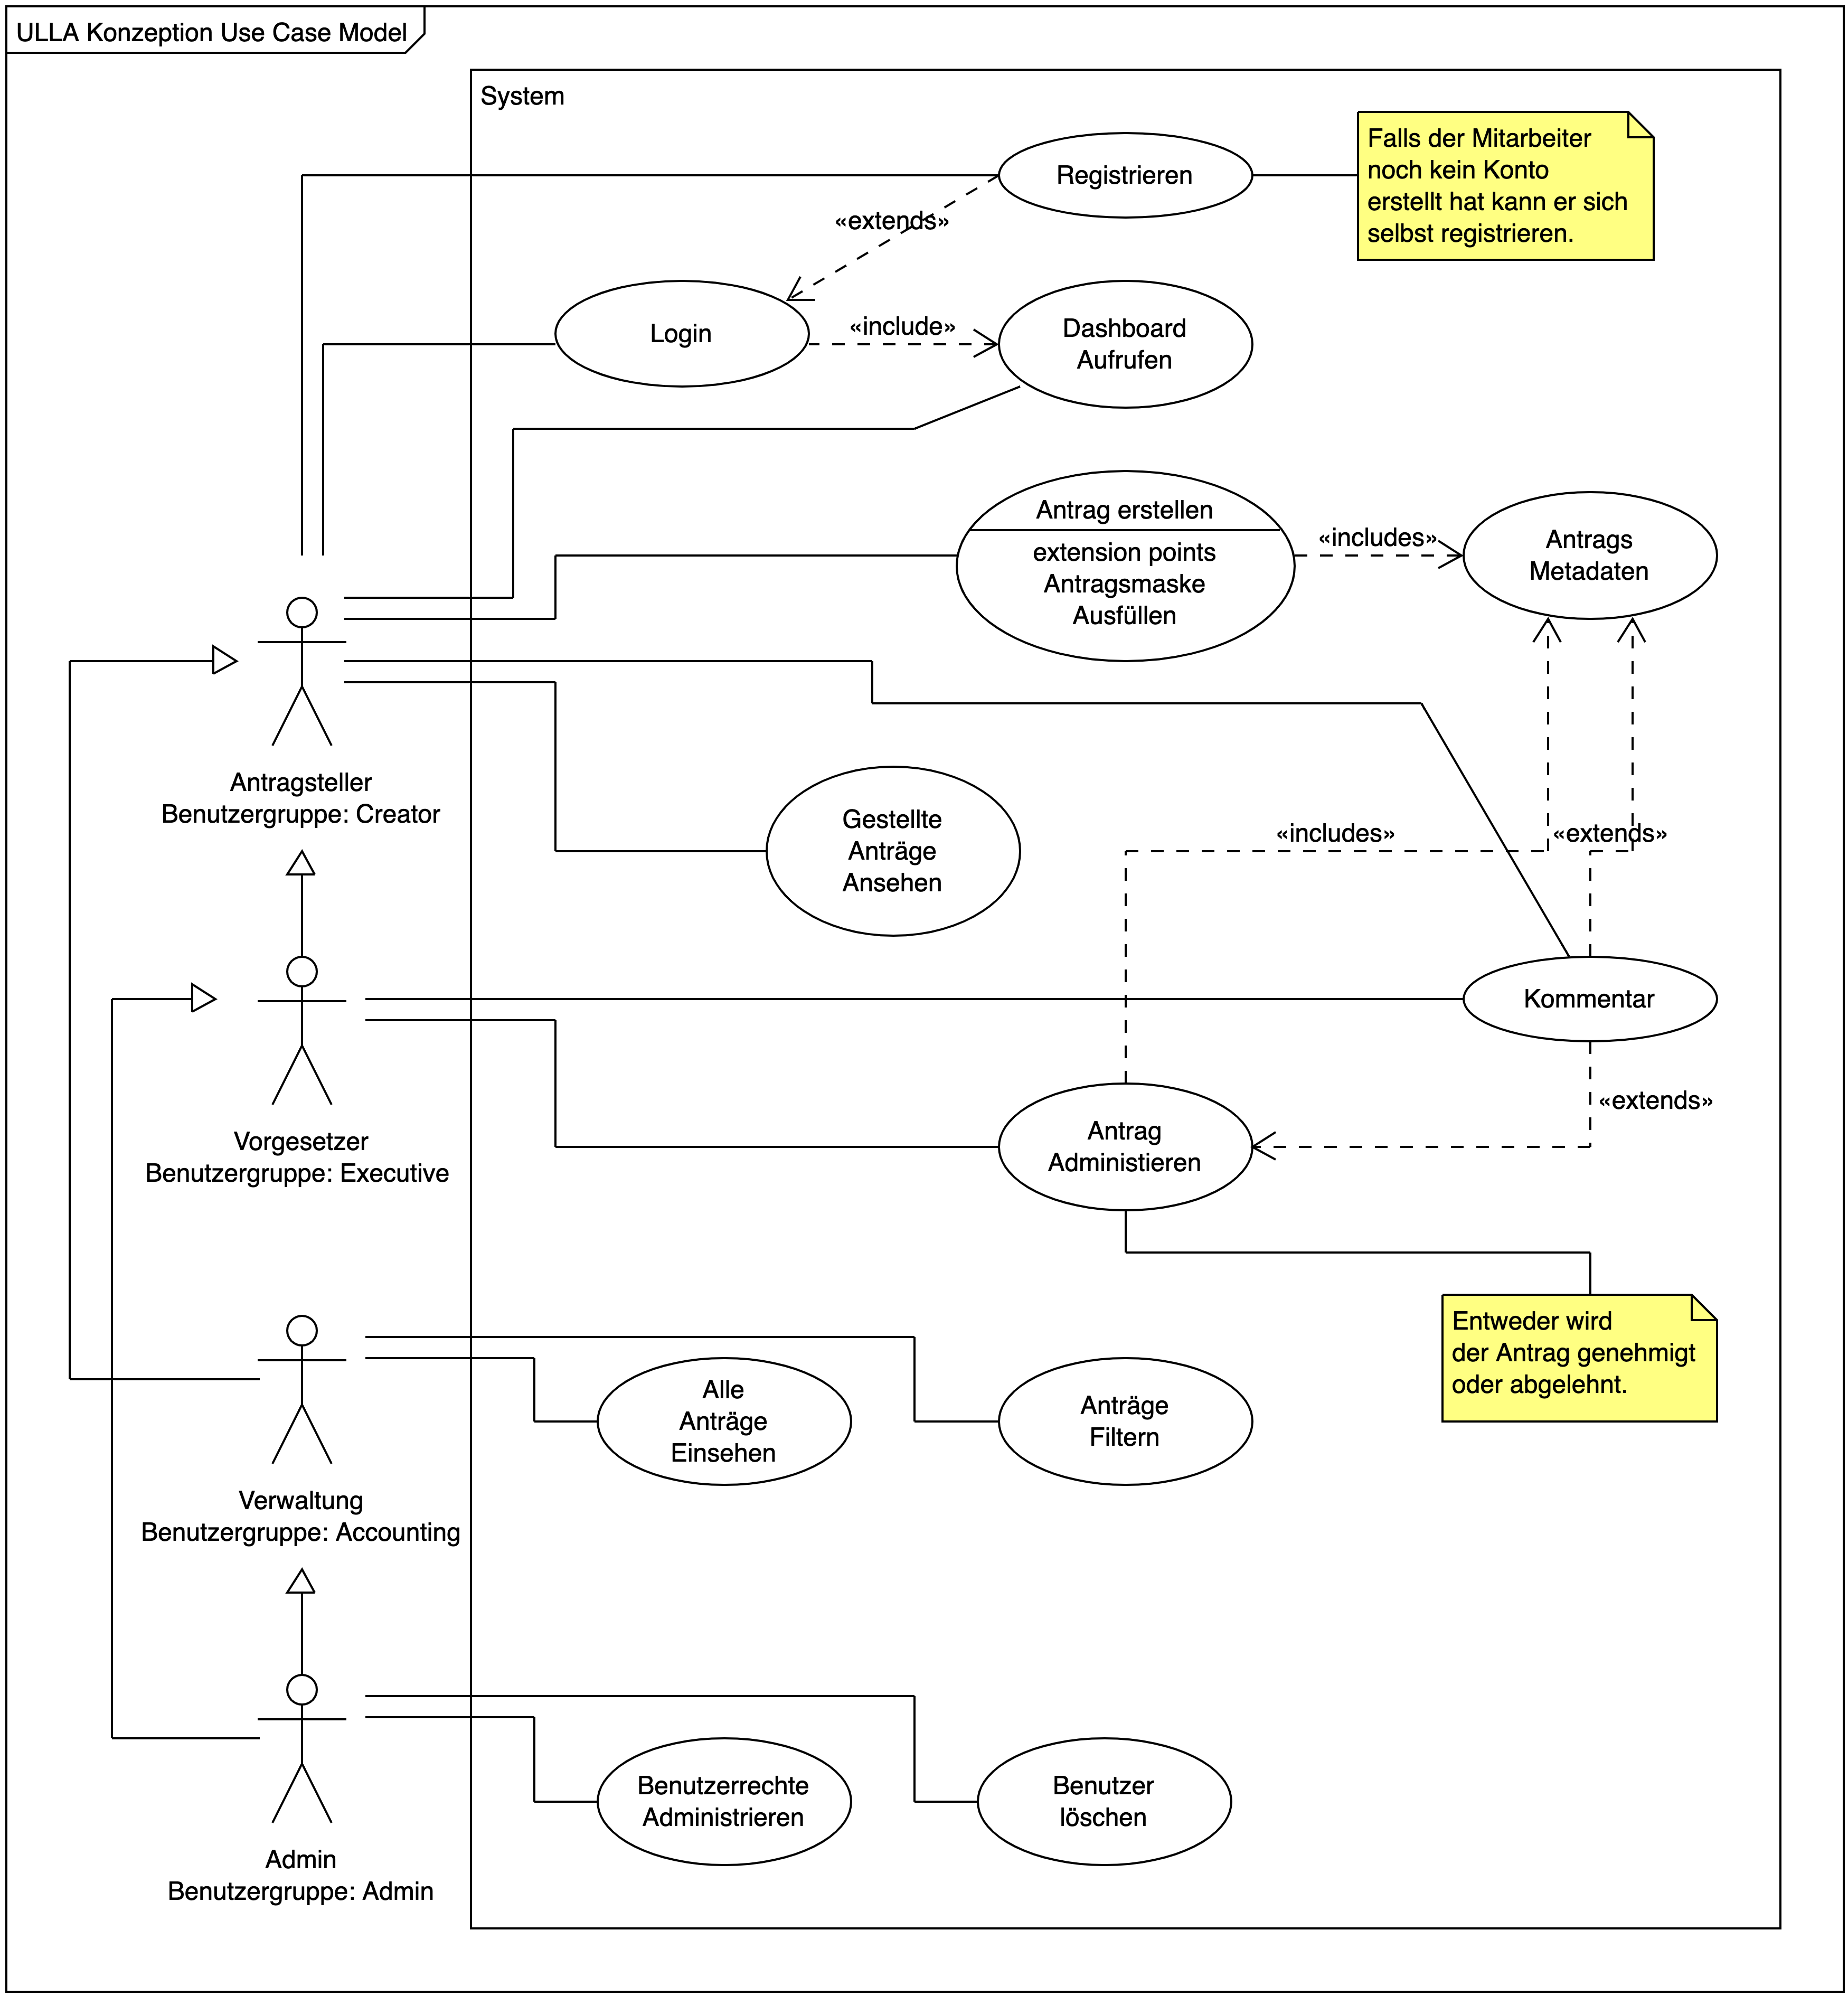 ULLA Konzeption Use Case Model
System
Registrieren
Falls der Mitarbeiter
noch kein Konto
erstellt hat kann er sich
selbst registrieren.
«extends»
Login
«include»
Dashboard
Aufrufen
Antrag erstellen
extension points
Antragsmaske
Ausfüllen
«includes»
Antrags
Metadaten
Antragsteller
Benutzergruppe: Creator
Gestellte
Anträge
Ansehen
«includes»
«extends»
Kommentar
«extends»
Vorgesetzer
Benutzergruppe: Executive
Antrag
Administieren
Entweder wird
der Antrag genehmigt
oder abgelehnt.
Alle
Anträge
Einsehen
Anträge
Filtern
Verwaltung
Benutzergruppe: Accounting
Benutzerrechte
Administrieren
Benutzer
löschen
Admin
Benutzergruppe: Admin